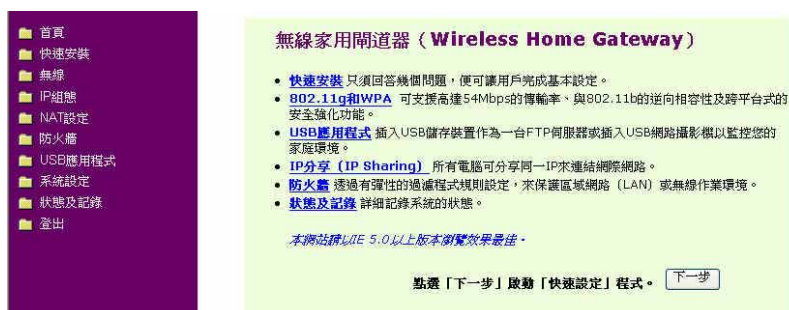 首頁
快速安裝
無線
IP組態
NAT設定
防火牆
USB應用程式
系統設定
狀態及記錄
登出
無線家用閘道器（Wireless Home Gateway）
快速安裝 只須回答幾個問題，便可讓用戶完成基本設定。
802.11g和WPA 可支援高達54Mbps的傳輸率、與802.11b的逆向相容性及跨平台式的
安全強化功能。
USB應用程式 插入USB儲存裝置作為一台FTP伺服器或插入USB網路攝影機以監控您的
家庭環境。
IP分享（IP Sharing） 所有電腦可分享同一IP來連結網際網路。
防火牆 透過有彈性的過濾程式規則設定，來保護區域網路（LAN）或無線作業環境。
狀態及記錄 詳細記錄系統的狀態。
本網站請以IE 5.0以上版本瀏覽效果最佳。
點選「下一步」啟動「快速設定」程式。 下一步